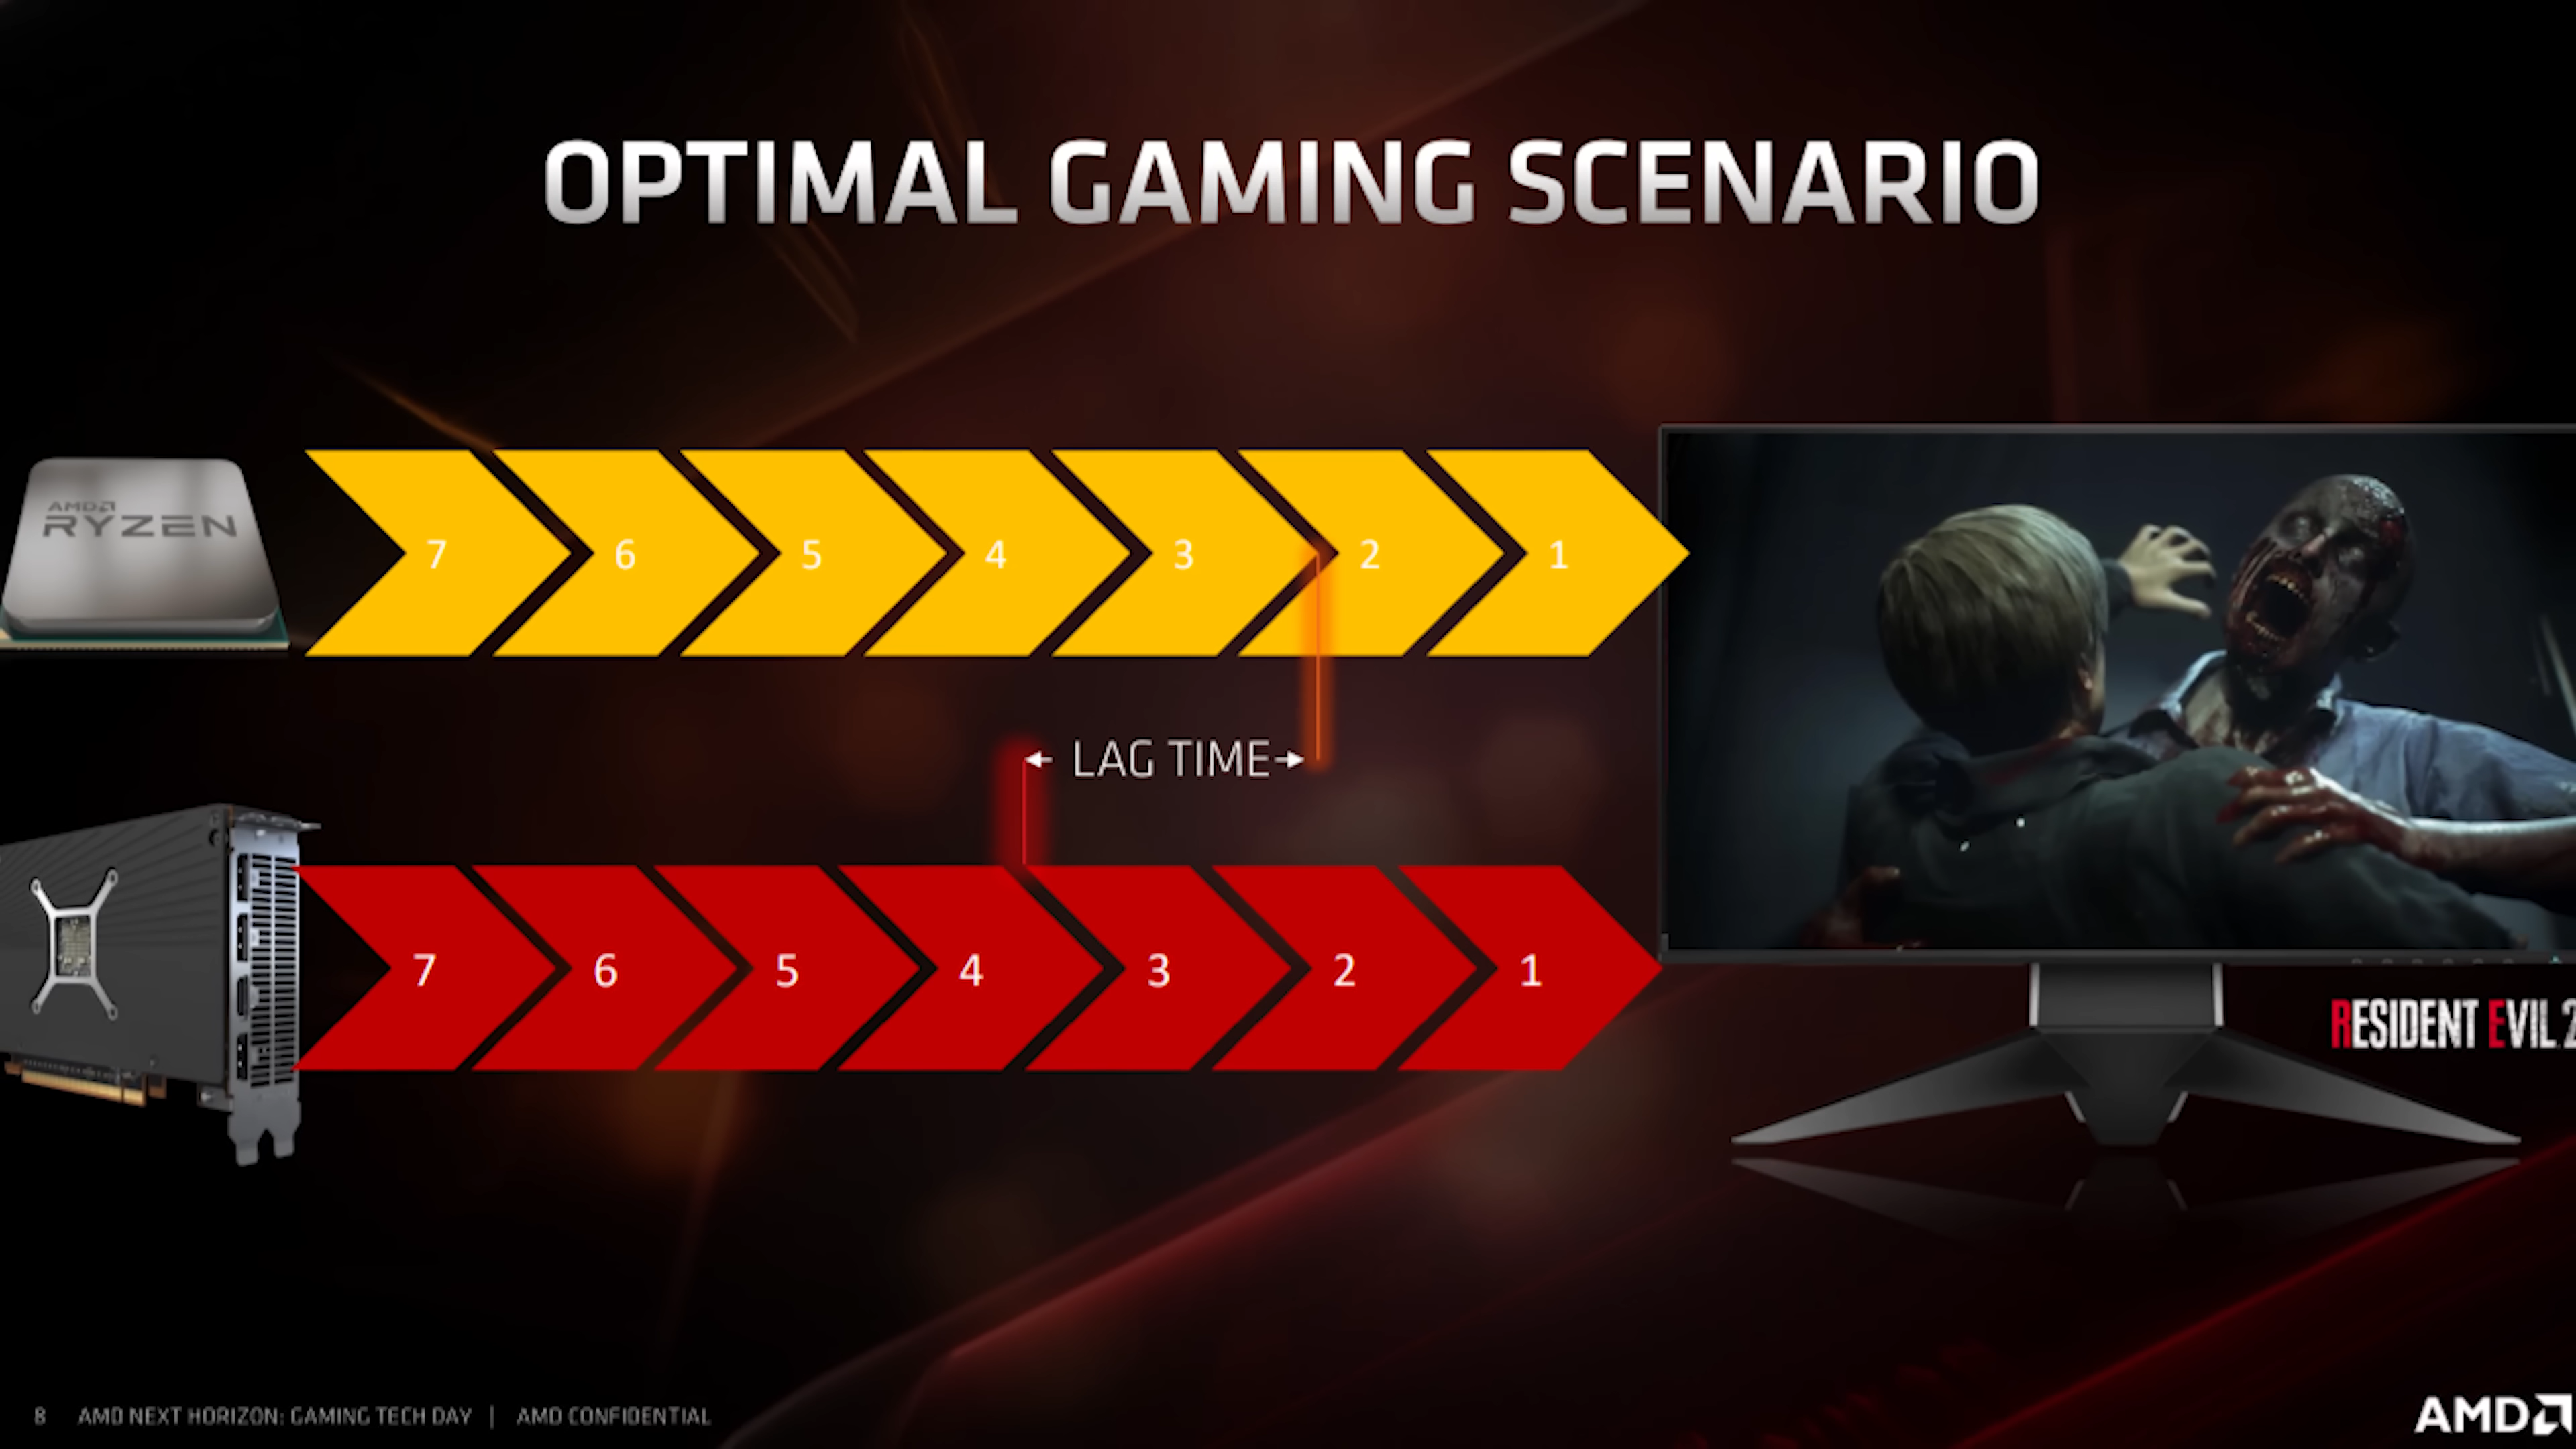 OPTIMAL GAMING SCENARIO
AMD
RYZEN
7 6 5 4 3 2 1
LAG TIME
7 6 5 4 3 2 1
RESIDENT EVIL 2
8 AMD NEXT HORIZON: GAMING TECH DAY | AMD CONFIDENTIAL
AMD